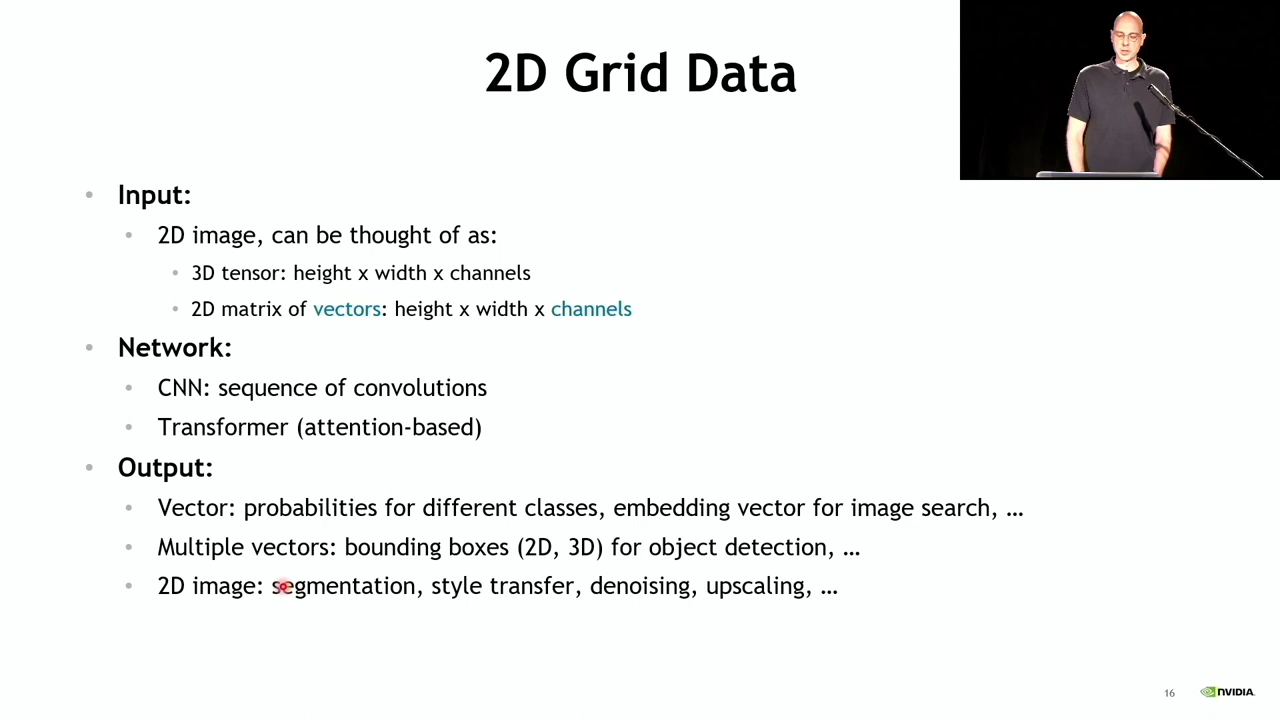 2D Grid Data
Input:
2D image, can be thought of as:
3D tensor: height x width x channels
2D matrix of vectors: height x width x channels
Network:
CNN: sequence of convolutions
Transformer (attention-based)
Output:
Vector: probabilities for different classes, embedding vector for image search, …
Multiple vectors: bounding boxes (2D, 3D) for object detection, …
2D image: segmentation, style transfer, denoising, upscaling, …
16
NVIDIA